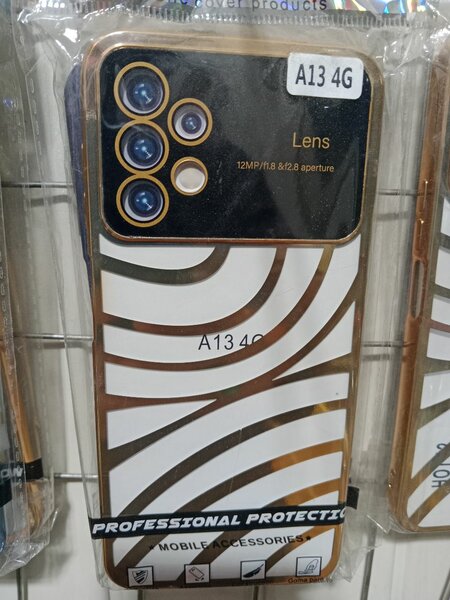 cover products
A13 4G
Lens
12MP/f1.8 &f2.8 aperture
A13 4G
PROFESSIONAL PROTECTIO
★ MOBILE ACCESSORIES ★